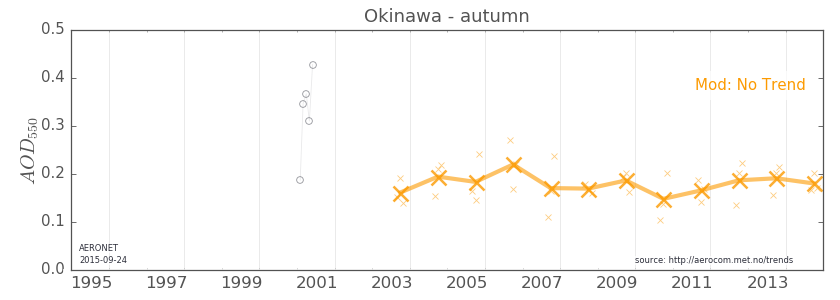 Okinawa - autumn
0.5
0.4
0.3
0.2
0.1
0.0
AOD550
Mod: No Trend
AERONET
2015-09-24
source: http://aerocom.met.no/trends
1995 1997 1999 2001 2003 2005 2007 2009 2011 2013